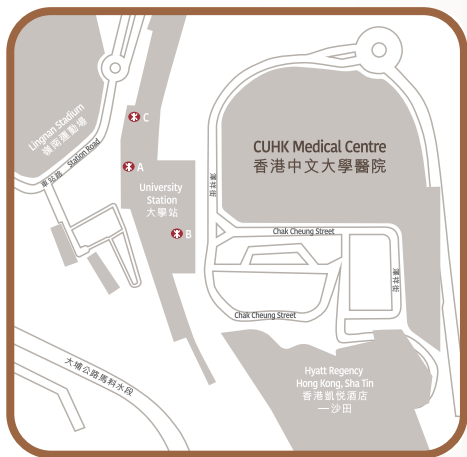 Lingnan Stadium
嶺南運動場
Station Road
車站路
C
A
University
Station
大學站
B
澤祥街
CUHK Medical Centre
香港中文大學醫院
Chak Cheung Street
澤祥街
Chak Cheung Street
大埔公路馬料水段
Hyatt Regency
Hong Kong, Sha Tin
香港凱悦酒店
—沙田